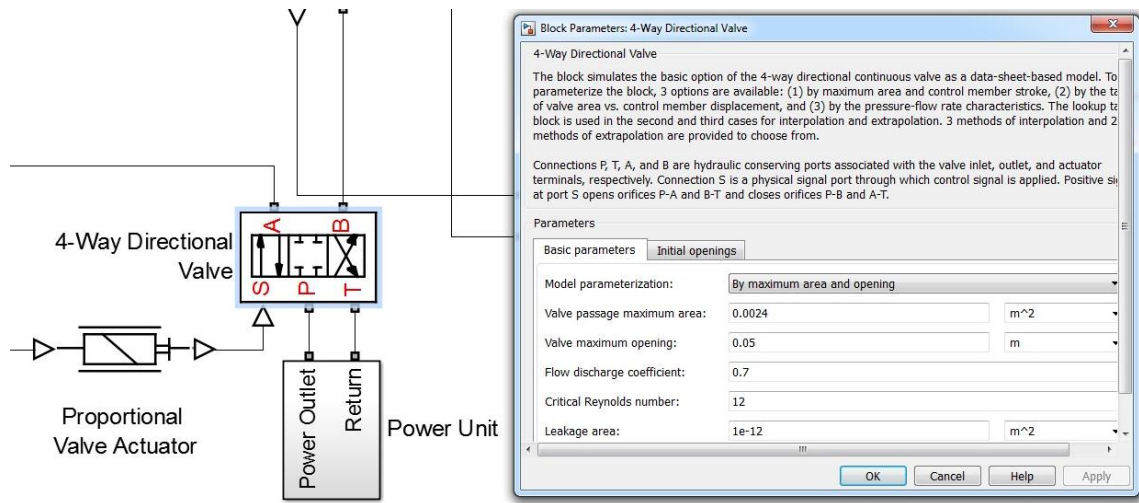 4-Way Directional
Valve
A
B
S
P
T
Proportional
Valve Actuator
Power Outlet
Return
Power Unit
Block Parameters: 4-Way Directional Valve
4-Way Directional Valve
The block simulates the basic option of the 4-way directional continuous valve as a data-sheet-based model. To
parameterize the block, 3 options are available: (1) by maximum area and control member stroke, (2) by the ta
of valve area vs. control member displacement, and (3) by the pressure-flow rate characteristics. The lookup ta
block is used in the second and third cases for interpolation and extrapolation. 3 methods of interpolation and 2
methods of extrapolation are provided to choose from.
Connections P, T, A, and B are hydraulic conserving ports associated with the valve inlet, outlet, and actuator
terminals, respectively. Connection S is a physical signal port through which control signal is applied. Positive si
at port S opens orifices P-A and B-T and closes orifices P-B and A-T.
Parameters
Basic parameters Initial openings
Model parameterization: By maximum area and opening
Valve passage maximum area: 0.0024 m^2
Valve maximum opening: 0.05 m
Flow discharge coefficient: 0.7
Critical Reynolds number: 12
Leakage area: 1e-12 m^2
OK Cancel Help Apply